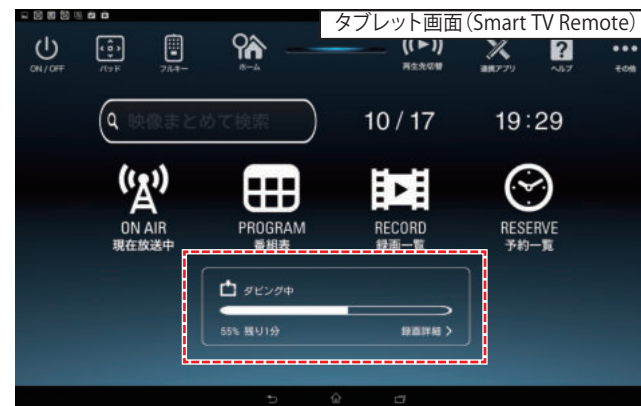 タブレット画面（Smart TV Remote）
ON / OFF
パッド
フルキー
ホーム
再生先切替
連携アプリ
ヘルプ
その他
映像まとめて検索
10 / 17
19:29
ON AIR
現在放送中
PROGRAM
番組表
RECORD
録画一覧
RESERVE
予約一覧
ダビング中
55% 残り1分
録画詳細